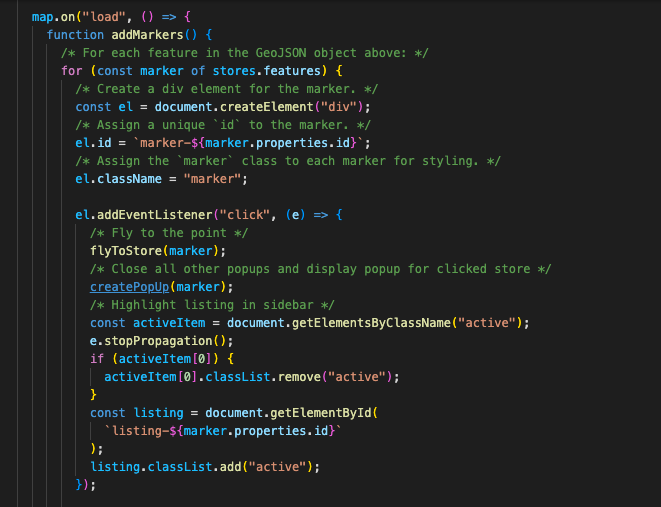 map.on("load", () => {
function addMarkers() {
/* For each feature in the GeoJSON object above: */
for (const marker of stores.features) {
/* Create a div element for the marker. */
const el = document.createElement("div");
/* Assign a unique `id` to the marker. */
el.id = `marker-${marker.properties.id}`;
/* Assign the `marker` class to each marker for styling. */
el.className = "marker";
el.addEventListener("click", (e) => {
/* Fly to the point */
flyToStore(marker);
/* Close all other popups and display popup for clicked store */
createPopUp(marker);
/* Highlight listing in sidebar */
const activeItem = document.getElementsByClassName("active");
e.stopPropagation();
if (activeItem[0]) {
activeItem[0].classList.remove("active");
}
const listing = document.getElementById(
`listing-${marker.properties.id}`
);
listing.classList.add("active");
});